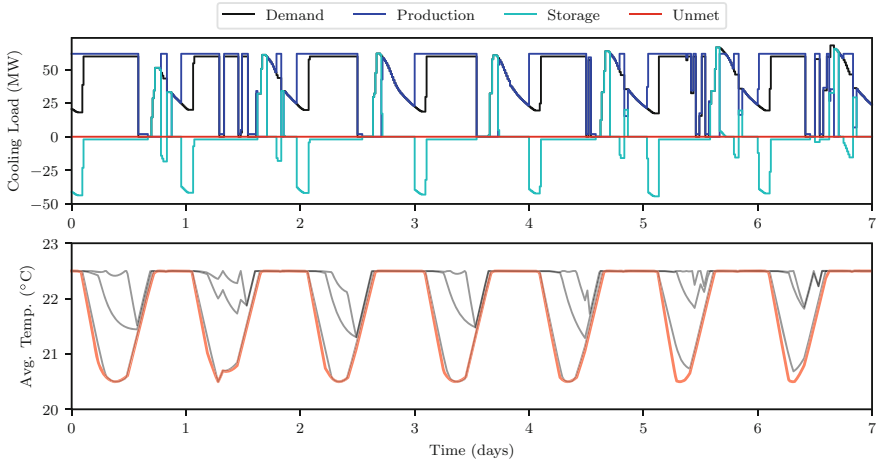 Demand Production Storage Unmet
Cooling Load (MW)
50
25
0
−25
−50
0 1 2 3 4 5 6 7
Avg. Temp. (°C)
23
22
21
20
0 1 2 3 4 5 6 7
Time (days)